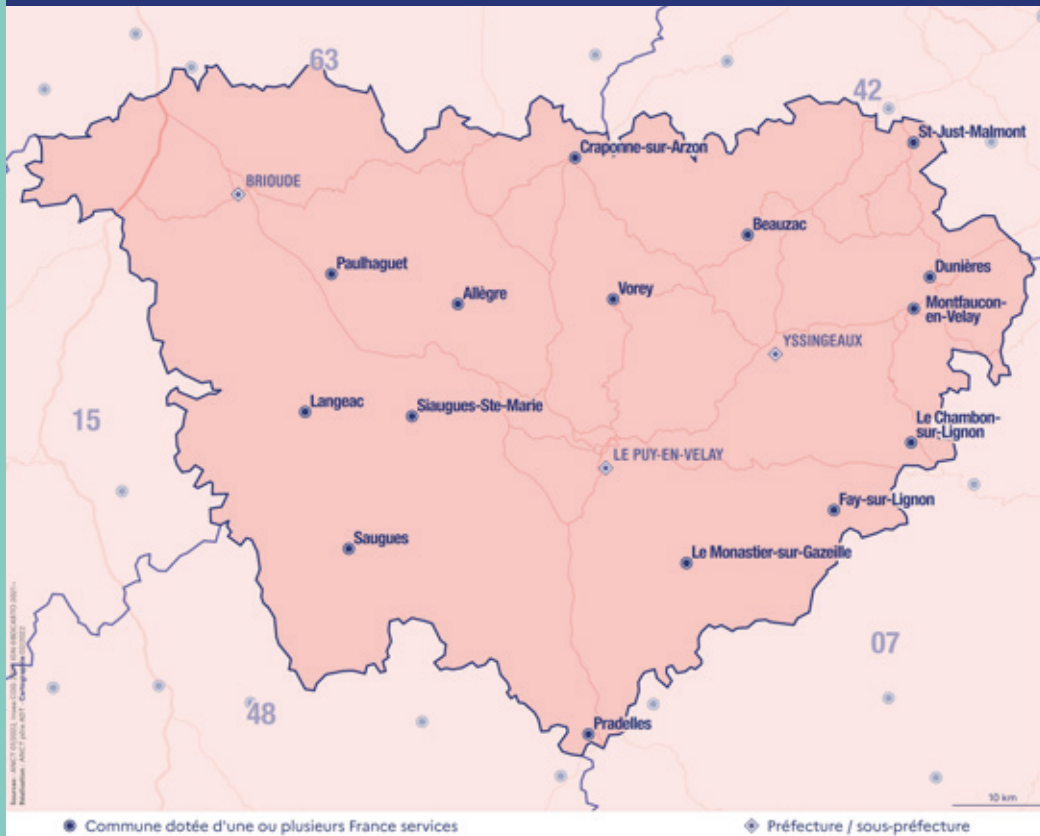 63
42
St-Just-Malmont
Craponne-sur-Arzon
BRIOUDE
Beauzac
Paulhaguet
Dunières
Allègre
Vorey
Montfaucon-
en-Velay
YSSINGEAUX
Langeac
Siaugues-Ste-Marie
Le Chambon-
sur-Lignon
15
LE PUY-EN-VELAY
Fay-sur-Lignon
Saugues
Le Monastier-sur-Gazeille
07
48
Pradelles
10 km
Commune dotée d'une ou plusieurs France services
Préfecture / sous-préfecture